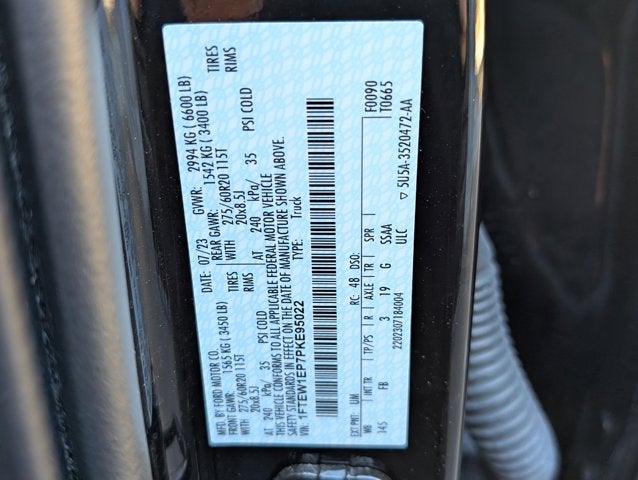 MFD. BY FORD MOTOR CO. DATE: 07/23 GVWR: 2994 KG ( 6600 LB)
FRONT GAWR: 1565 KG ( 3450 LB) REAR GAWR: 1542 KG ( 3400 LB)
WITH 275/60R20 115T TIRES WITH 275/60R20 115T TIRES
20x8.5J RIMS 20x8.5J RIMS
AT 240 kPa/ 35 PSI COLD AT 240 kPa/ 35 PSI COLD
THIS VEHICLE CONFORMS TO ALL APPLICABLE FEDERAL MOTOR VEHICLE
SAFETY STANDARDS IN EFFECT ON THE DATE OF MANUFACTURE SHOWN ABOVE.
VIN: 1FTEW1EP7PKE95022 TYPE: Truck
EXT PNT: UM RC: 48 DSO: F0090
WB INT TR TP/PS R AXLE TR SPR T0665
145 FB 3 19 G SSAA
2202307184004 ULC
▽ 5U5A-3520472-AA